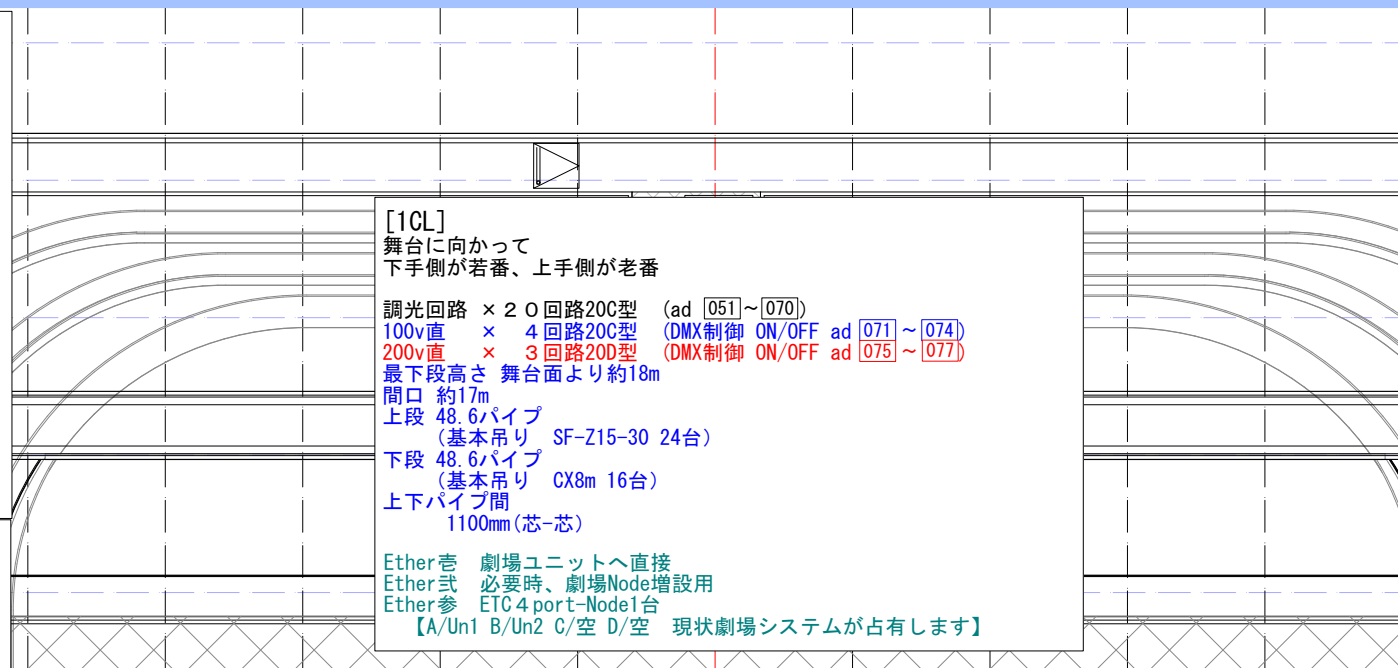 [1CL]
舞台に向かって
下手側が若番、上手側が老番
調光回路 ×２０回路20C型 (ad 051~070)
100v直 × ４回路20C型 (DMX制御 ON/OFF ad 071~074)
200v直 × ３回路20D型 (DMX制御 ON/OFF ad 075~077)
最下段高さ 舞台面より約18m
間口 約17m
上段 48.6パイプ
(基本吊り SF-Z15-30 24台)
下段 48.6パイプ
(基本吊り CX8m 16台)
上下パイプ間
1100mm(芯-芯)
Ether壱 劇場ユニットへ直接
Ether弐 必要時、劇場Node増設用
Ether参 ETC４port-Node1台
【A/Un1 B/Un2 C/空 D/空 現状劇場システムが占有します】